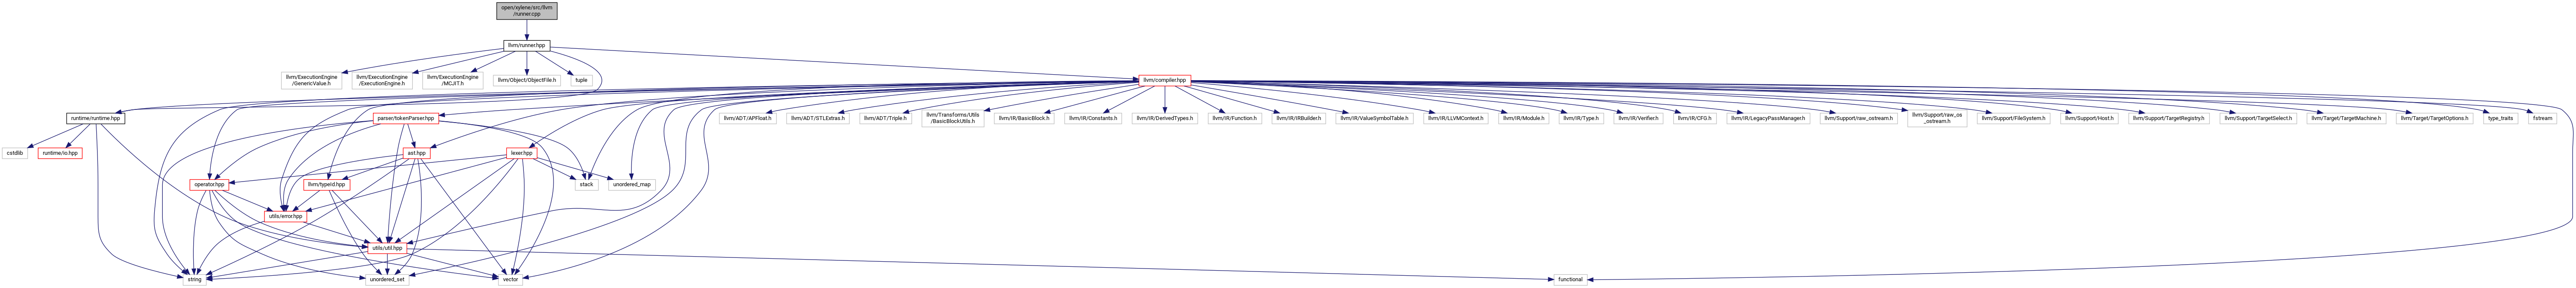 open/xylene/src/llvm
/runner.cpp
llvm/runner.hpp
llvm/ExecutionEngine
/GenericValue.h
llvm/ExecutionEngine
/ExecutionEngine.h
llvm/ExecutionEngine
/MCJIT.h
llvm/Object/ObjectFile.h
tuple
llvm/compiler.hpp
runtime/runtime.hpp
parser/tokenParser.hpp
llvm/ADT/APFloat.h
llvm/ADT/STLExtras.h
llvm/ADT/Triple.h
llvm/Transforms/Utils
/BasicBlockUtils.h
llvm/IR/BasicBlock.h
llvm/IR/Constants.h
llvm/IR/DerivedTypes.h
llvm/IR/Function.h
llvm/IR/IRBuilder.h
llvm/IR/ValueSymbolTable.h
llvm/IR/LLVMContext.h
llvm/IR/Module.h
llvm/IR/Type.h
llvm/IR/Verifier.h
llvm/IR/CFG.h
llvm/IR/LegacyPassManager.h
llvm/Support/raw_ostream.h
llvm/Support/raw_os
_ostream.h
llvm/Support/FileSystem.h
llvm/Support/Host.h
llvm/Support/TargetRegistry.h
llvm/Support/TargetSelect.h
llvm/Target/TargetMachine.h
llvm/Target/TargetOptions.h
type_traits
fstream
cstdlib
runtime/io.hpp
ast.hpp
lexer.hpp
operator.hpp
llvm/typeId.hpp
stack
unordered_map
utils/error.hpp
utils/util.hpp
string
unordered_set
vector
functional